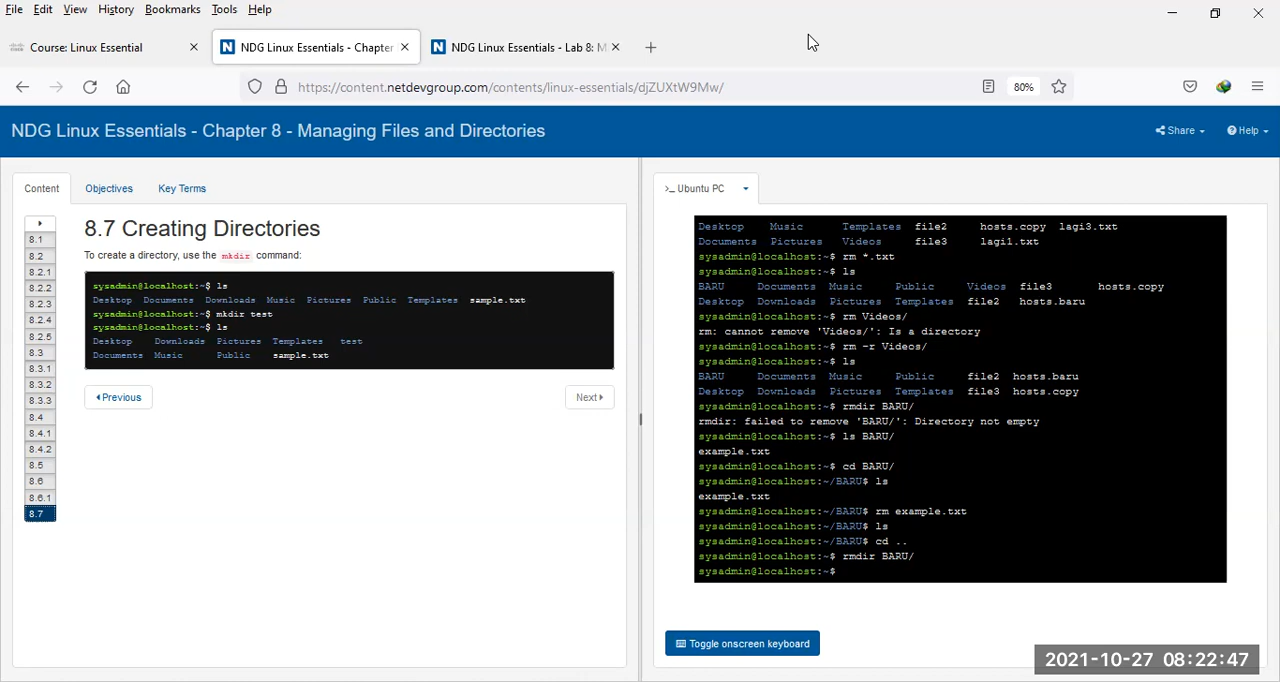 File Edit View History Bookmarks Tools Help
Course: Linux Essential
NDG Linux Essentials - Chapter
NDG Linux Essentials - Lab 8: M
https://content.netdevgroup.com/contents/linux-essentials/djZUXtW9Mw/
80%
NDG Linux Essentials - Chapter 8 - Managing Files and Directories
Share
Help
Content Objectives Key Terms
8.1
8.2
8.2.1
8.2.2
8.2.3
8.2.4
8.2.5
8.3
8.3.1
8.3.2
8.3.3
8.4
8.4.1
8.4.2
8.5
8.6
8.6.1
8.7
8.7 Creating Directories
To create a directory, use the mkdir command:
sysadmin@localhost:~$ ls
Desktop Documents Downloads Music Pictures Public Templates sample.txt
sysadmin@localhost:~$ mkdir test
sysadmin@localhost:~$ ls
Desktop Downloads Pictures Templates test
Documents Music Public sample.txt
Previous
Next
>_ Ubuntu PC
Desktop Music Templates file2 hosts.copy lagi3.txt
Documents Pictures Videos file3 lagi1.txt
sysadmin@localhost:~$ rm *.txt
sysadmin@localhost:~$ ls
BARU Documents Music Public Videos file3 hosts.copy
Desktop Downloads Pictures Templates file2 hosts.baru
sysadmin@localhost:~$ rm Videos/
rm: cannot remove 'Videos/': Is a directory
sysadmin@localhost:~$ rm -r Videos/
sysadmin@localhost:~$ ls
BARU Documents Music Public file2 hosts.baru
Desktop Downloads Pictures Templates file3 hosts.copy
sysadmin@localhost:~$ rmdir BARU/
rmdir: failed to remove 'BARU/': Directory not empty
sysadmin@localhost:~$ ls BARU/
example.txt
sysadmin@localhost:~$ cd BARU/
sysadmin@localhost:~/BARU$ ls
example.txt
sysadmin@localhost:~/BARU$ rm example.txt
sysadmin@localhost:~/BARU$ ls
sysadmin@localhost:~/BARU$ cd ..
sysadmin@localhost:~$ rmdir BARU/
sysadmin@localhost:~$
Toggle onscreen keyboard
2021-10-27 08:22:47